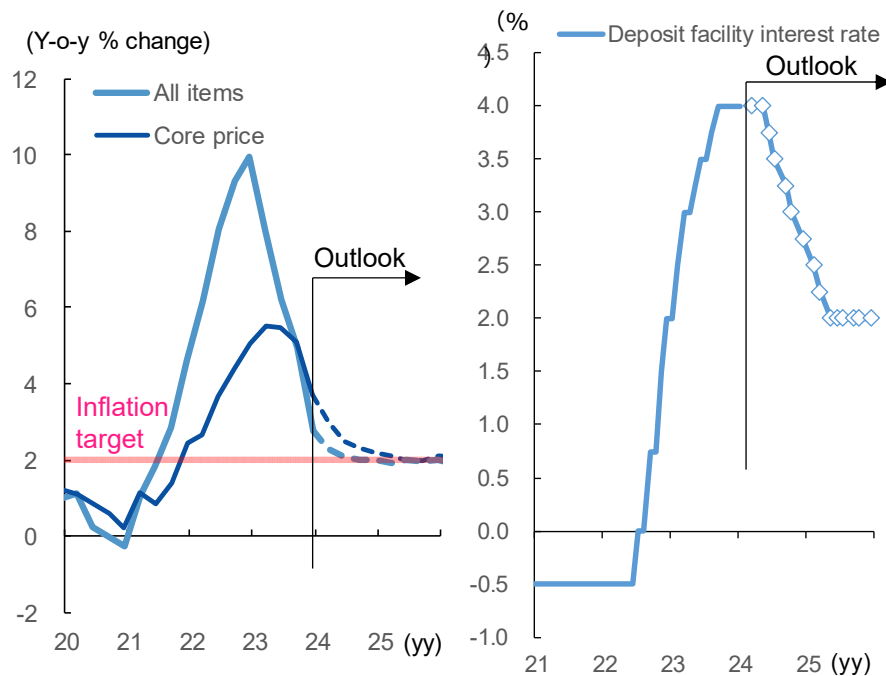 (Y-o-y % change)
12
All items
Core price
10
8
Outlook
6
4
Inflation
target
2
0
-2
20 21 22 23 24 25 (yy)
(%
)
Deposit facility interest rate
4.5
Outlook
4.0
3.5
3.0
2.5
2.0
1.5
1.0
0.5
0.0
-0.5
-1.0
21 22 23 24 25 (yy)